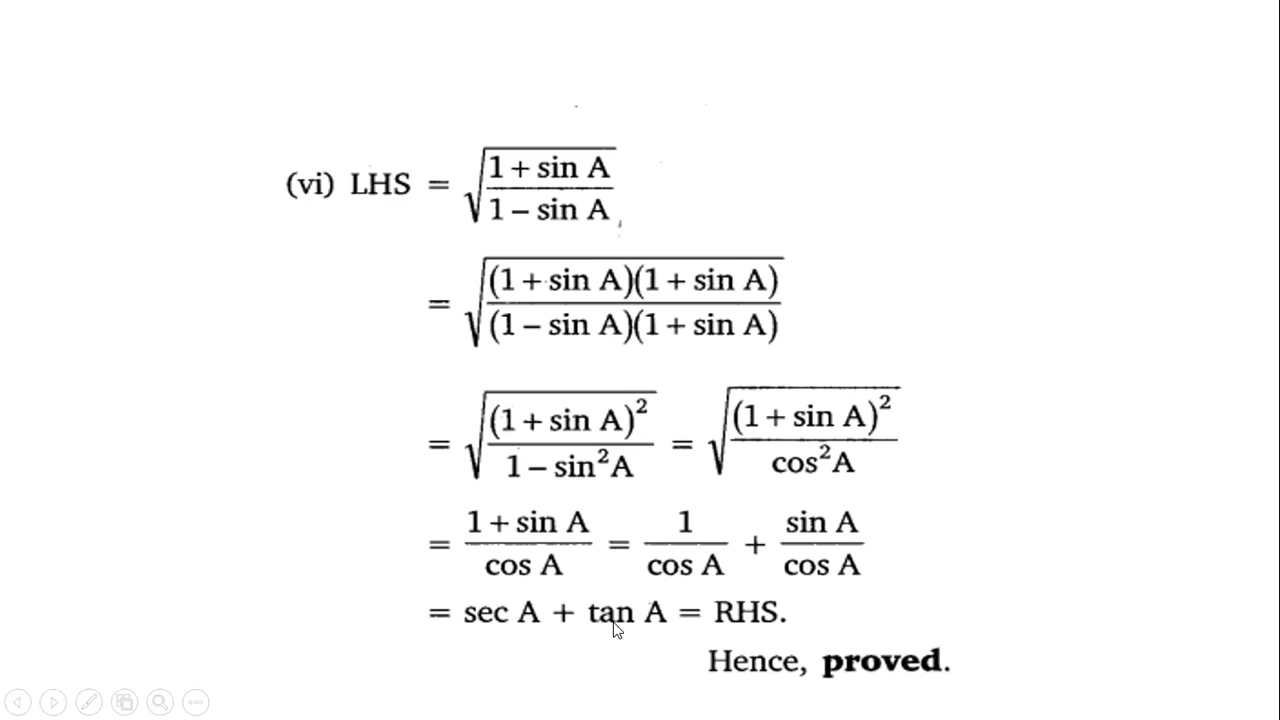 (vi) LHS = √((1 + sin A)/(1 – sin A))
= √((1 + sin A)(1 + sin A)/(1 – sin A)(1 + sin A))
= √((1 + sin A)²/(1 – sin²A)) = √((1 + sin A)²/cos²A)
= (1 + sin A)/(cos A) = 1/(cos A) + (sin A)/(cos A)
= sec A + tan A = RHS.
Hence, proved.